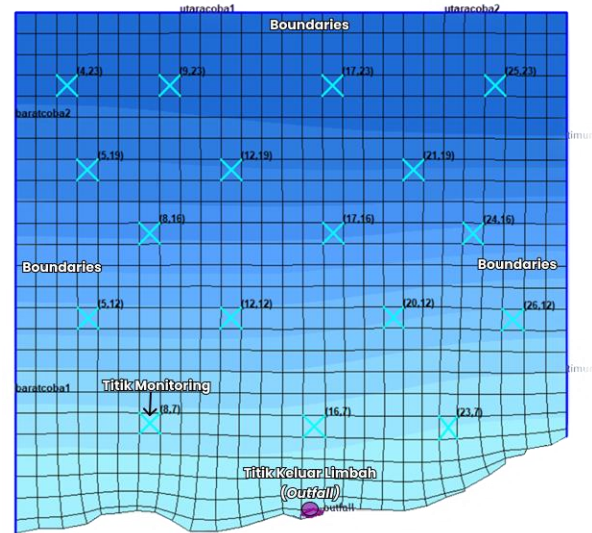 utaracoba1
utaracoba2
Boundaries
(4,23)
(9,23)
(17,23)
(25,23)
baratcoba2
timu
(5,19)
(12,19)
(21,19)
(8,16)
(17,16)
(24,16)
Boundaries
Boundaries
(5,12)
(12,12)
(20,12)
(26,12)
timu
baratcoba1
Titik Monitoring
(8,7)
(16,7)
(23,7)
Titik Keluar Limbah
(Outfall)
outfall